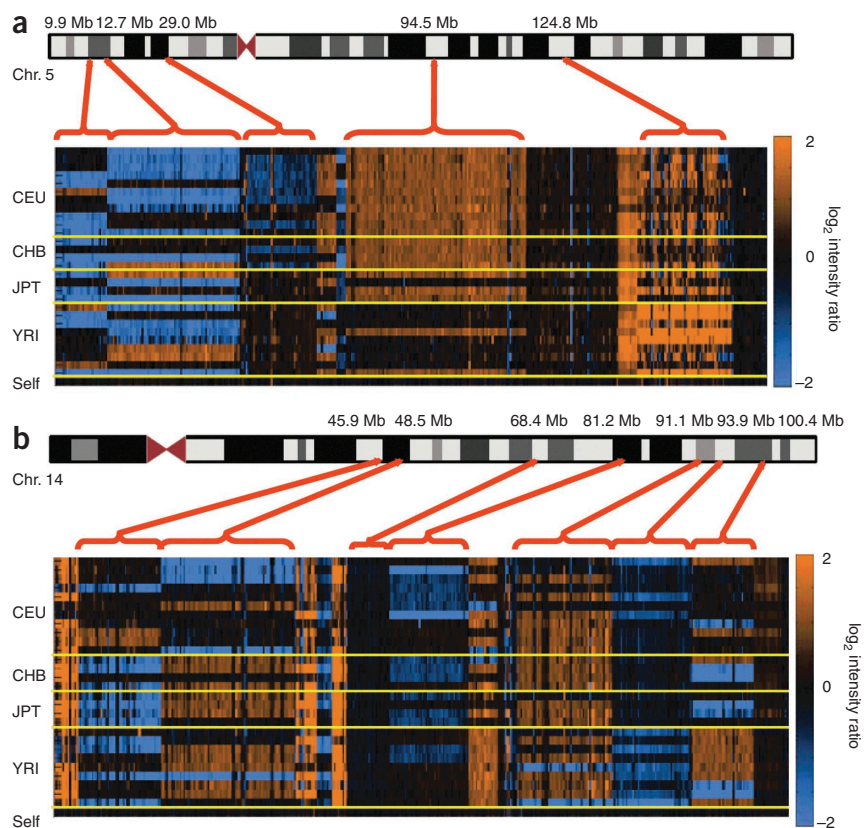 a
9.9 Mb 12.7 Mb 29.0 Mb 94.5 Mb 124.8 Mb
Chr. 5
CEU
CHB
JPT
YRI
Self
2
0
–2
log2 intensity ratio
b
45.9 Mb 48.5 Mb 68.4 Mb 81.2 Mb 91.1 Mb 93.9 Mb 100.4 Mb
Chr. 14
CEU
CHB
JPT
YRI
Self
2
0
–2
log2 intensity ratio